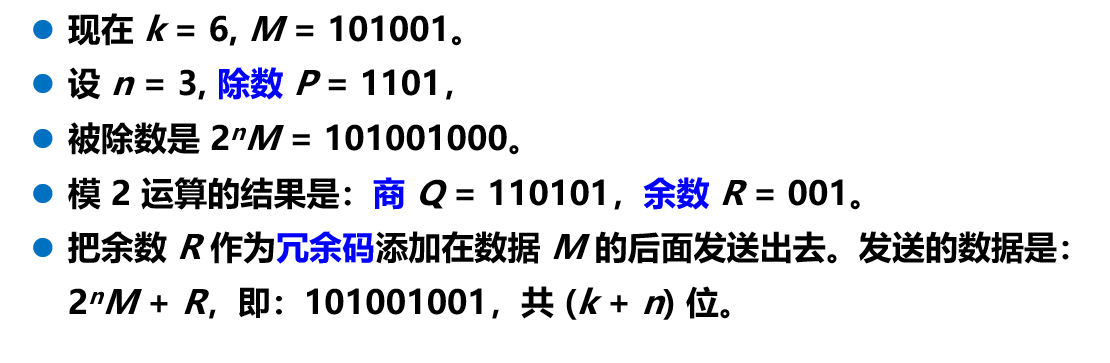 ● 现在 k = 6, M = 101001。
● 设 n = 3, 除数 P = 1101，
● 被除数是 2ⁿM = 101001000。
● 模 2 运算的结果是：商 Q = 110101，余数 R = 001。
● 把余数 R 作为冗余码添加在数据 M 的后面发送出去。发送的数据是：
2ⁿM + R，即：101001001，共 (k + n) 位。